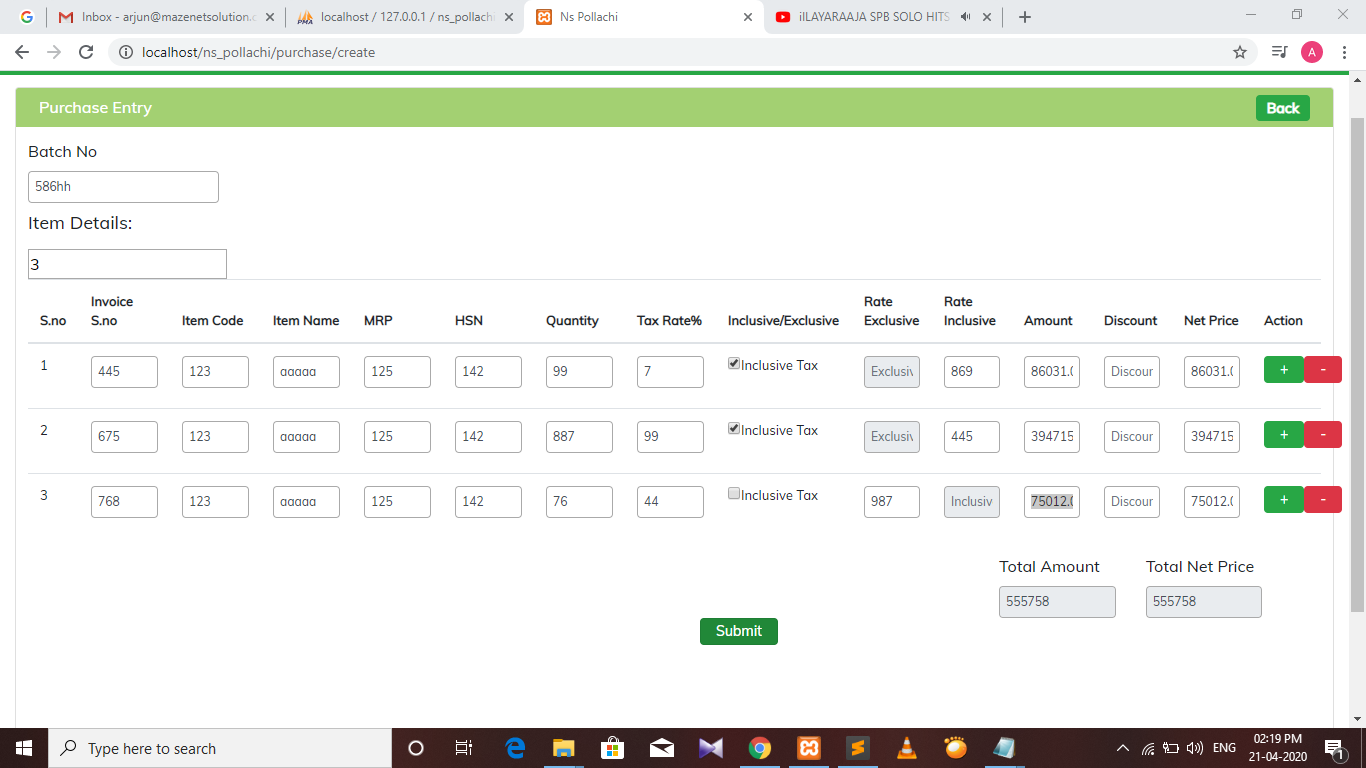 Inbox - arjun@mazenetsolution.c
localhost / 127.0.0.1 / ns_pollachi
Ns Pollachi
iILAYARAAJA SPB SOLO HITS
localhost/ns_pollachi/purchase/create
A
Purchase Entry
Back
Batch No
586hh
Item Details:
3
S.no Invoice S.no Item Code Item Name MRP HSN Quantity Tax Rate% Inclusive/Exclusive Rate Exclusive Rate Inclusive Amount Discount Net Price Action
1 445 123 aaaaa 125 142 99 7 Inclusive Tax Exclusiv 869 86031.0 Discour 86031.0 + -
2 675 123 aaaaa 125 142 887 99 Inclusive Tax Exclusiv 445 394715 Discour 394715 + -
3 768 123 aaaaa 125 142 76 44 Inclusive Tax 987 Inclusiv 75012.0 Discour 75012.0 + -
Total Amount Total Net Price
555758 555758
Submit
Type here to search
ENG
02:19 PM
21-04-2020
1